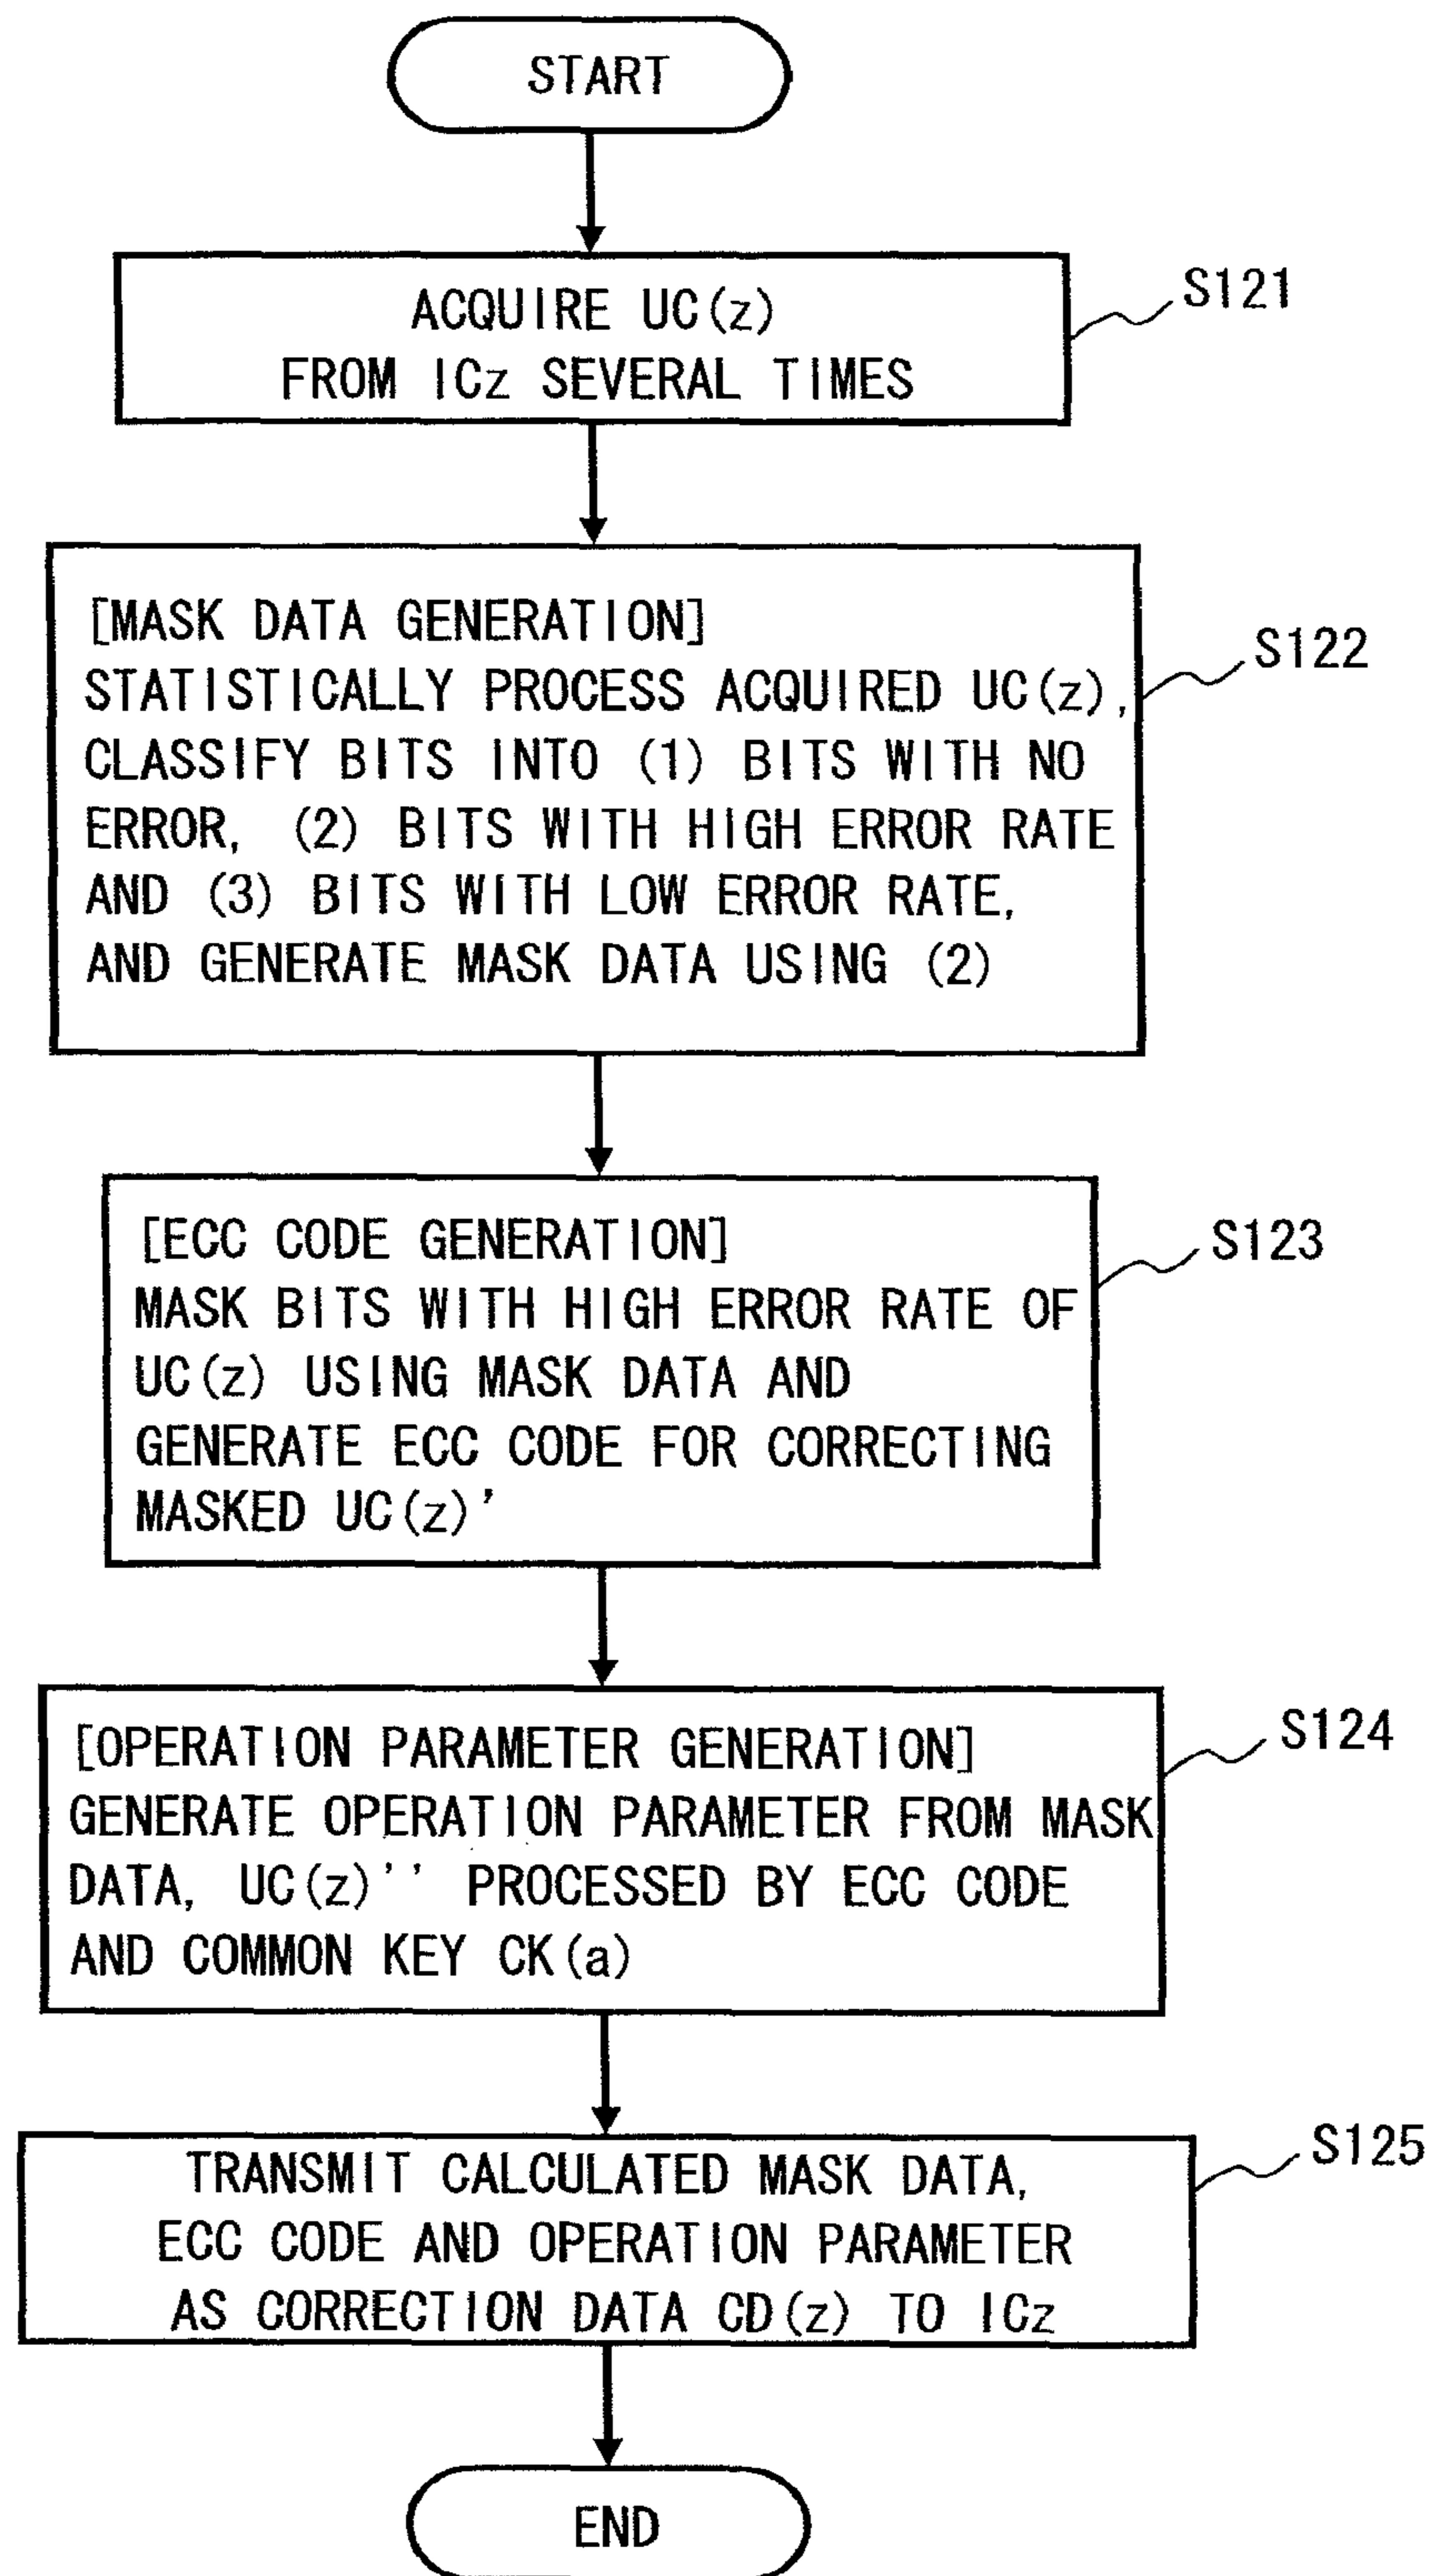 START
ACQUIRE UC(z)
FROM ICz SEVERAL TIMES
S121
[MASK DATA GENERATION]
STATISTICALLY PROCESS ACQUIRED UC(z),
CLASSIFY BITS INTO (1) BITS WITH NO
ERROR, (2) BITS WITH HIGH ERROR RATE
AND (3) BITS WITH LOW ERROR RATE,
AND GENERATE MASK DATA USING (2)
S122
[ECC CODE GENERATION]
MASK BITS WITH HIGH ERROR RATE OF
UC(z) USING MASK DATA AND
GENERATE ECC CODE FOR CORRECTING
MASKED UC(z)'
S123
[OPERATION PARAMETER GENERATION]
GENERATE OPERATION PARAMETER FROM MASK
DATA, UC(z)'' PROCESSED BY ECC CODE
AND COMMON KEY CK(a)
S124
TRANSMIT CALCULATED MASK DATA,
ECC CODE AND OPERATION PARAMETER
AS CORRECTION DATA CD(z) TO ICz
S125
END